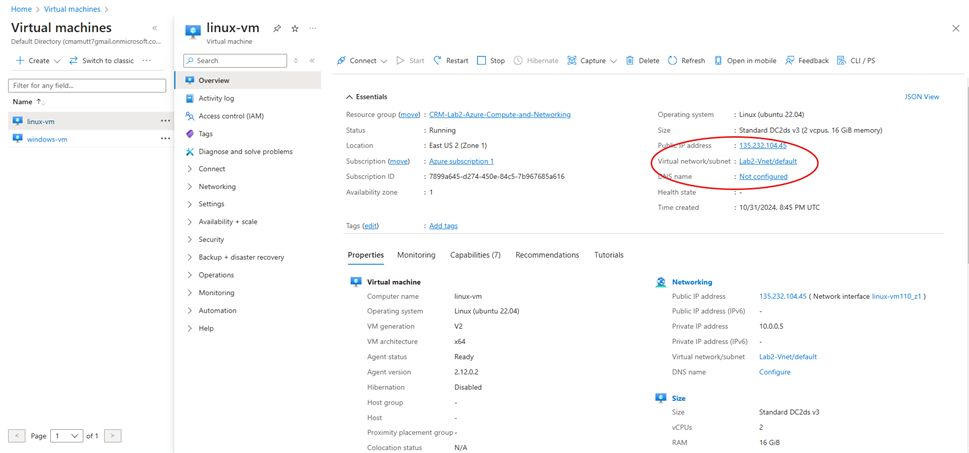 Home > Virtual machines >
Virtual machines
Default Directory (cmamutt7gmail.onmicrosoft.co...
Create
Switch to classic
Filter for any field...
Name
linux-vm
windows-vm
Page 1 of 1
linux-vm
Virtual machine
Search
Overview
Activity log
Access control (IAM)
Tags
Diagnose and solve problems
Connect
Networking
Settings
Availability + scale
Security
Backup + disaster recovery
Operations
Monitoring
Automation
Help
Connect Start Restart Stop Hibernate Capture Delete Refresh Open in mobile Feedback CLI / PS
Essentials
JSON View
Resource group (move) : CRM-Lab2-Azure-Compute-and-Networking
Status : Running
Location : East US 2 (Zone 1)
Subscription (move) : Azure subscription 1
Subscription ID : 7899a645-d274-450e-84c5-7b967685a616
Availability zone : 1
Operating system : Linux (ubuntu 22.04)
Size : Standard DC2ds v3 (2 vcpus, 16 GiB memory)
Public IP address : 135.232.104.45
Virtual network/subnet : Lab2-Vnet/default
DNS name : Not configured
Health state : -
Time created : 10/31/2024, 8:45 PM UTC
Tags (edit) : Add tags
Properties Monitoring Capabilities (7) Recommendations Tutorials
Virtual machine
Computer name linux-vm
Operating system Linux (ubuntu 22.04)
VM generation V2
VM architecture x64
Agent status Ready
Agent version 2.12.0.2
Hibernation Disabled
Host group -
Host -
Proximity placement group -
Colocation status N/A
Networking
Public IP address 135.232.104.45 ( Network interface linux-vm110_z1 )
Public IP address (IPv6) -
Private IP address 10.0.0.5
Private IP address (IPv6) -
Virtual network/subnet Lab2-Vnet/default
DNS name Configure
Size
Size Standard DC2ds v3
vCPUs 2
RAM 16 GiB